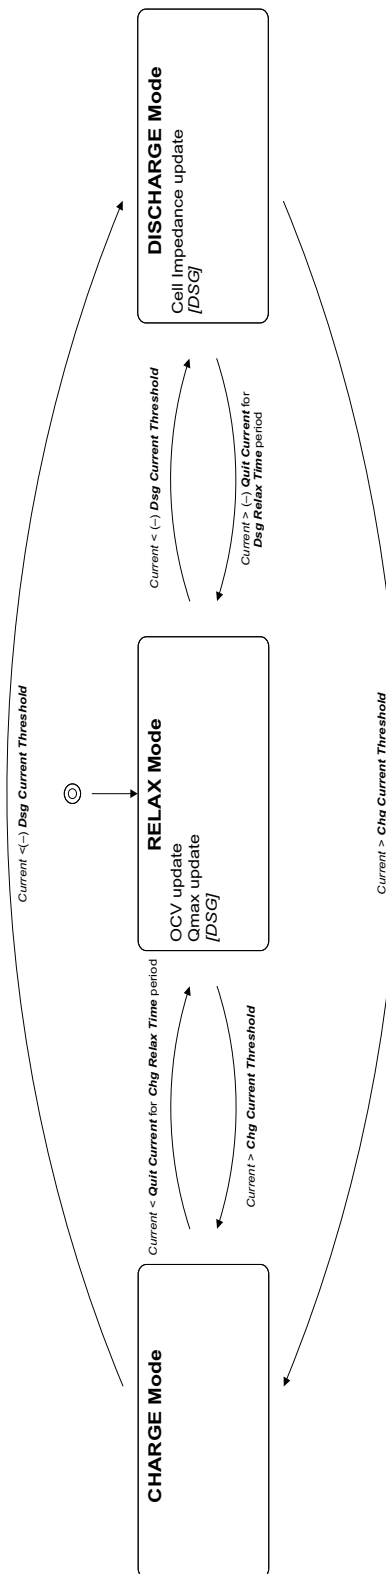 Current <(–) Dsg Current Threshold
CHARGE Mode
Current < Quit Current for Chg Relax Time period
Current > Chg Current Threshold
RELAX Mode
OCV update
Qmax update
[DSG]
Current < (–) Dsg Current Threshold
Current > (–) Quit Current for
Dsg Relax Time period
DISCHARGE Mode
Cell Impedance update
[DSG]
Current > Chg Current Threshold